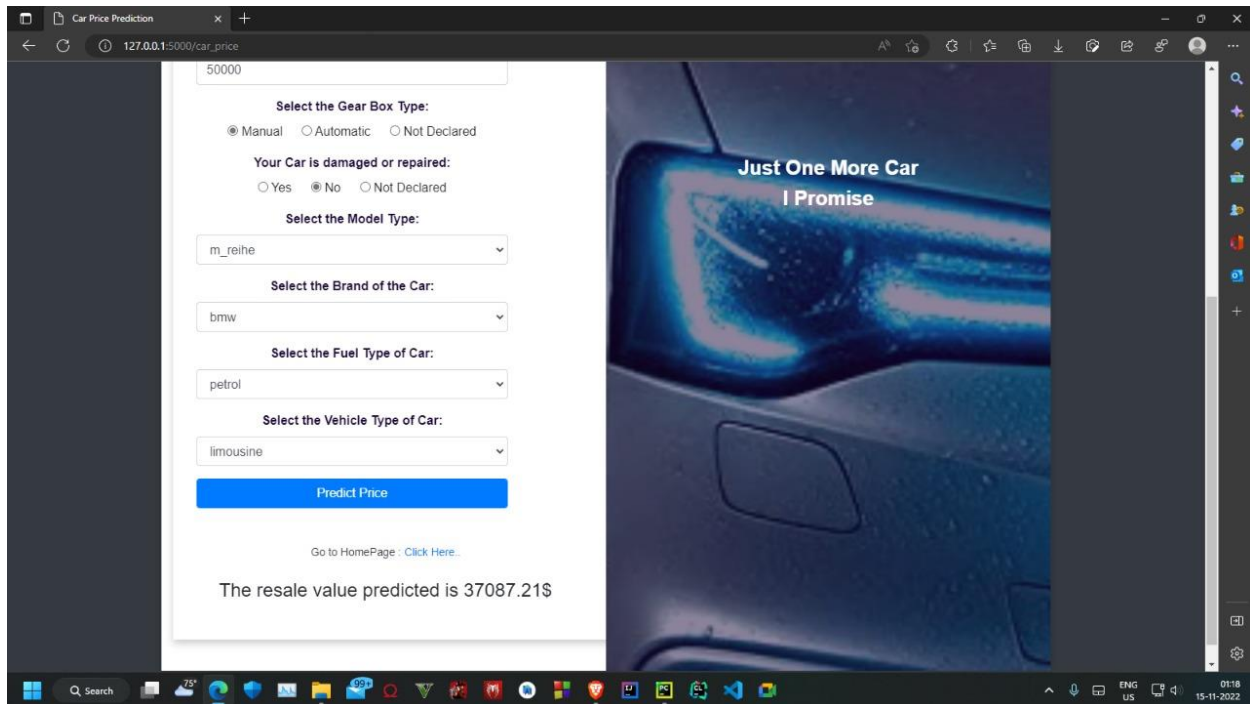 Car Price Prediction
127.0.0.1:5000/car_price
50000
Select the Gear Box Type:
Manual Automatic Not Declared
Your Car is damaged or repaired:
Yes No Not Declared
Select the Model Type:
m_reihe
Select the Brand of the Car:
bmw
Select the Fuel Type of Car:
petrol
Select the Vehicle Type of Car:
limousine
Predict Price
Go to HomePage : Click Here..
The resale value predicted is 37087.21$
Just One More Car
I Promise
Search
75°
99+
ENG
US
01:18
15-11-2022